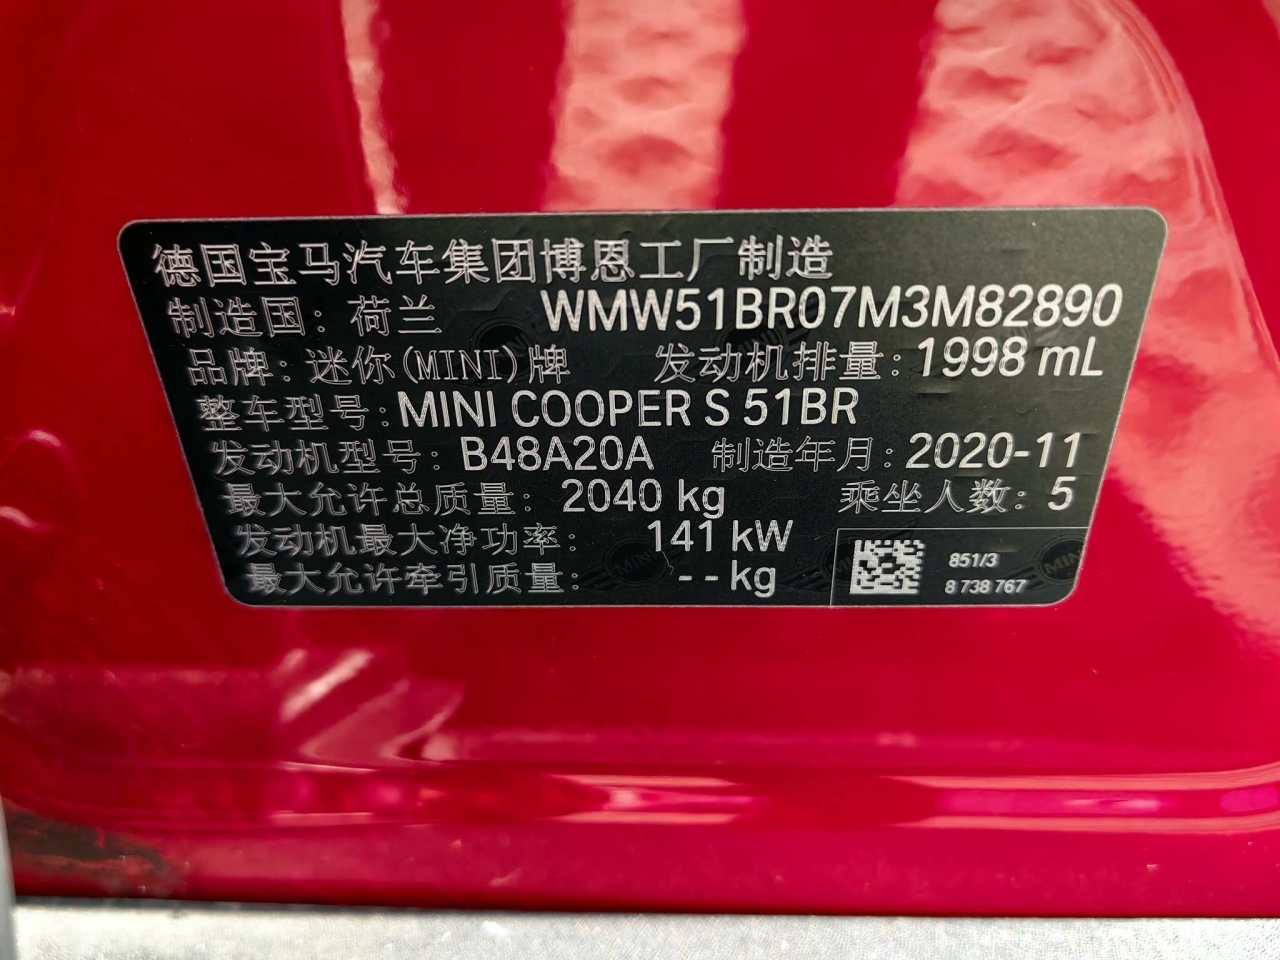 德国宝马汽车集团博恩工厂制造
制造国：荷兰 WMW51BR07M3M82890
品牌：迷你(MINI)牌 发动机排量：1998 mL
整车型号：MINI COOPER S 51BR
发动机型号：B48A20A 制造年月：2020-11
最大允许总质量：2040 kg 乘坐人数：5
发动机最大净功率：141 kW
最大允许牵引质量：--kg
851/3
8 738 767
MINI
MINI